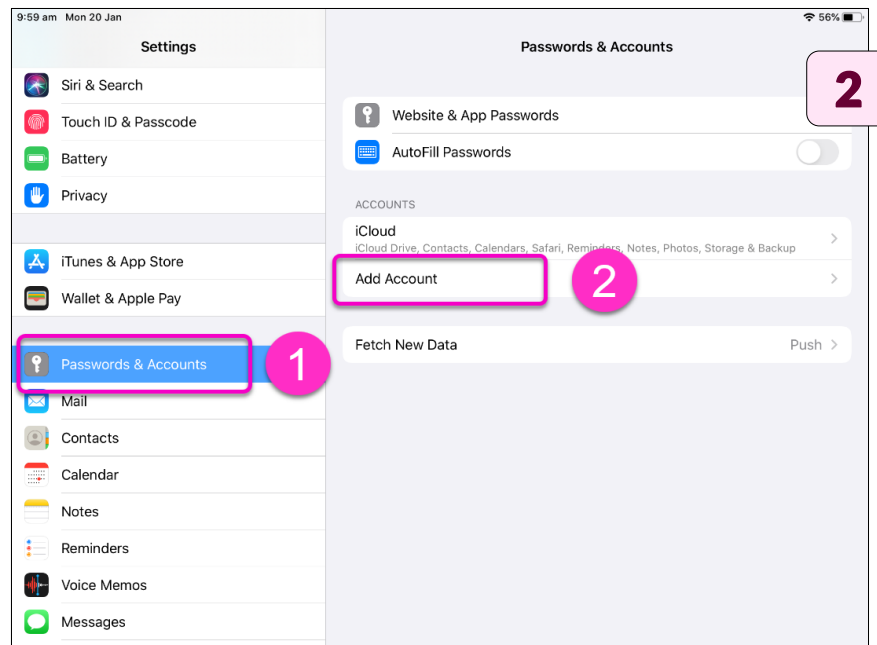 9:59 am Mon 20 Jan
56%
Settings
Siri & Search
Touch ID & Passcode
Battery
Privacy
iTunes & App Store
Wallet & Apple Pay
Passwords & Accounts
1
Mail
Contacts
Calendar
Notes
Reminders
Voice Memos
Messages
Passwords & Accounts
2
Website & App Passwords
AutoFill Passwords
ACCOUNTS
iCloud
iCloud Drive, Contacts, Calendars, Safari, Reminders, Notes, Photos, Storage & Backup
Add Account
2
Fetch New Data Push